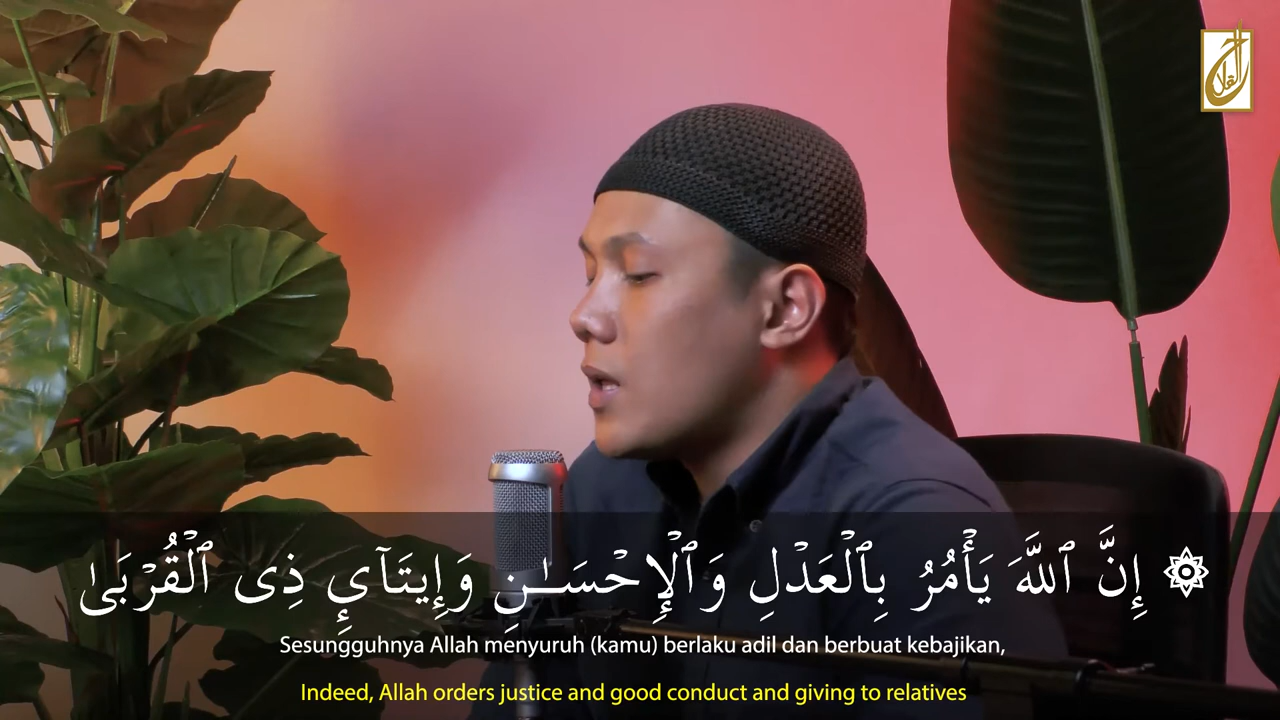 الفلاح
۞ إِنَّ ٱللَّهَ يَأْمُرُ بِٱلْعَدْلِ وَٱلْإِحْسَـٰنِ وَإِيتَآئِ ذِى ٱلْقُرْبَىٰ
Sesungguhnya Allah menyuruh (kamu) berlaku adil dan berbuat kebajikan,
Indeed, Allah orders justice and good conduct and giving to relatives